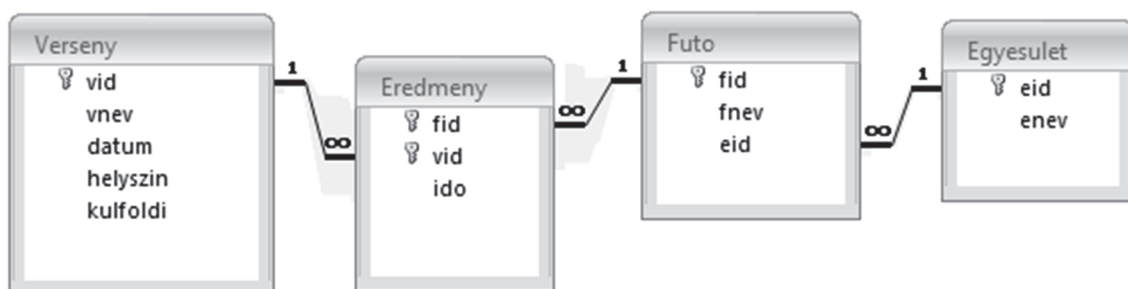 Verseny
vid
vnev
datum
helyszin
kulfoldi
1
∞
Eredmeny
fid
vid
ido
∞
1
Futo
fid
fnev
eid
∞
1
Egyesulet
eid
enev